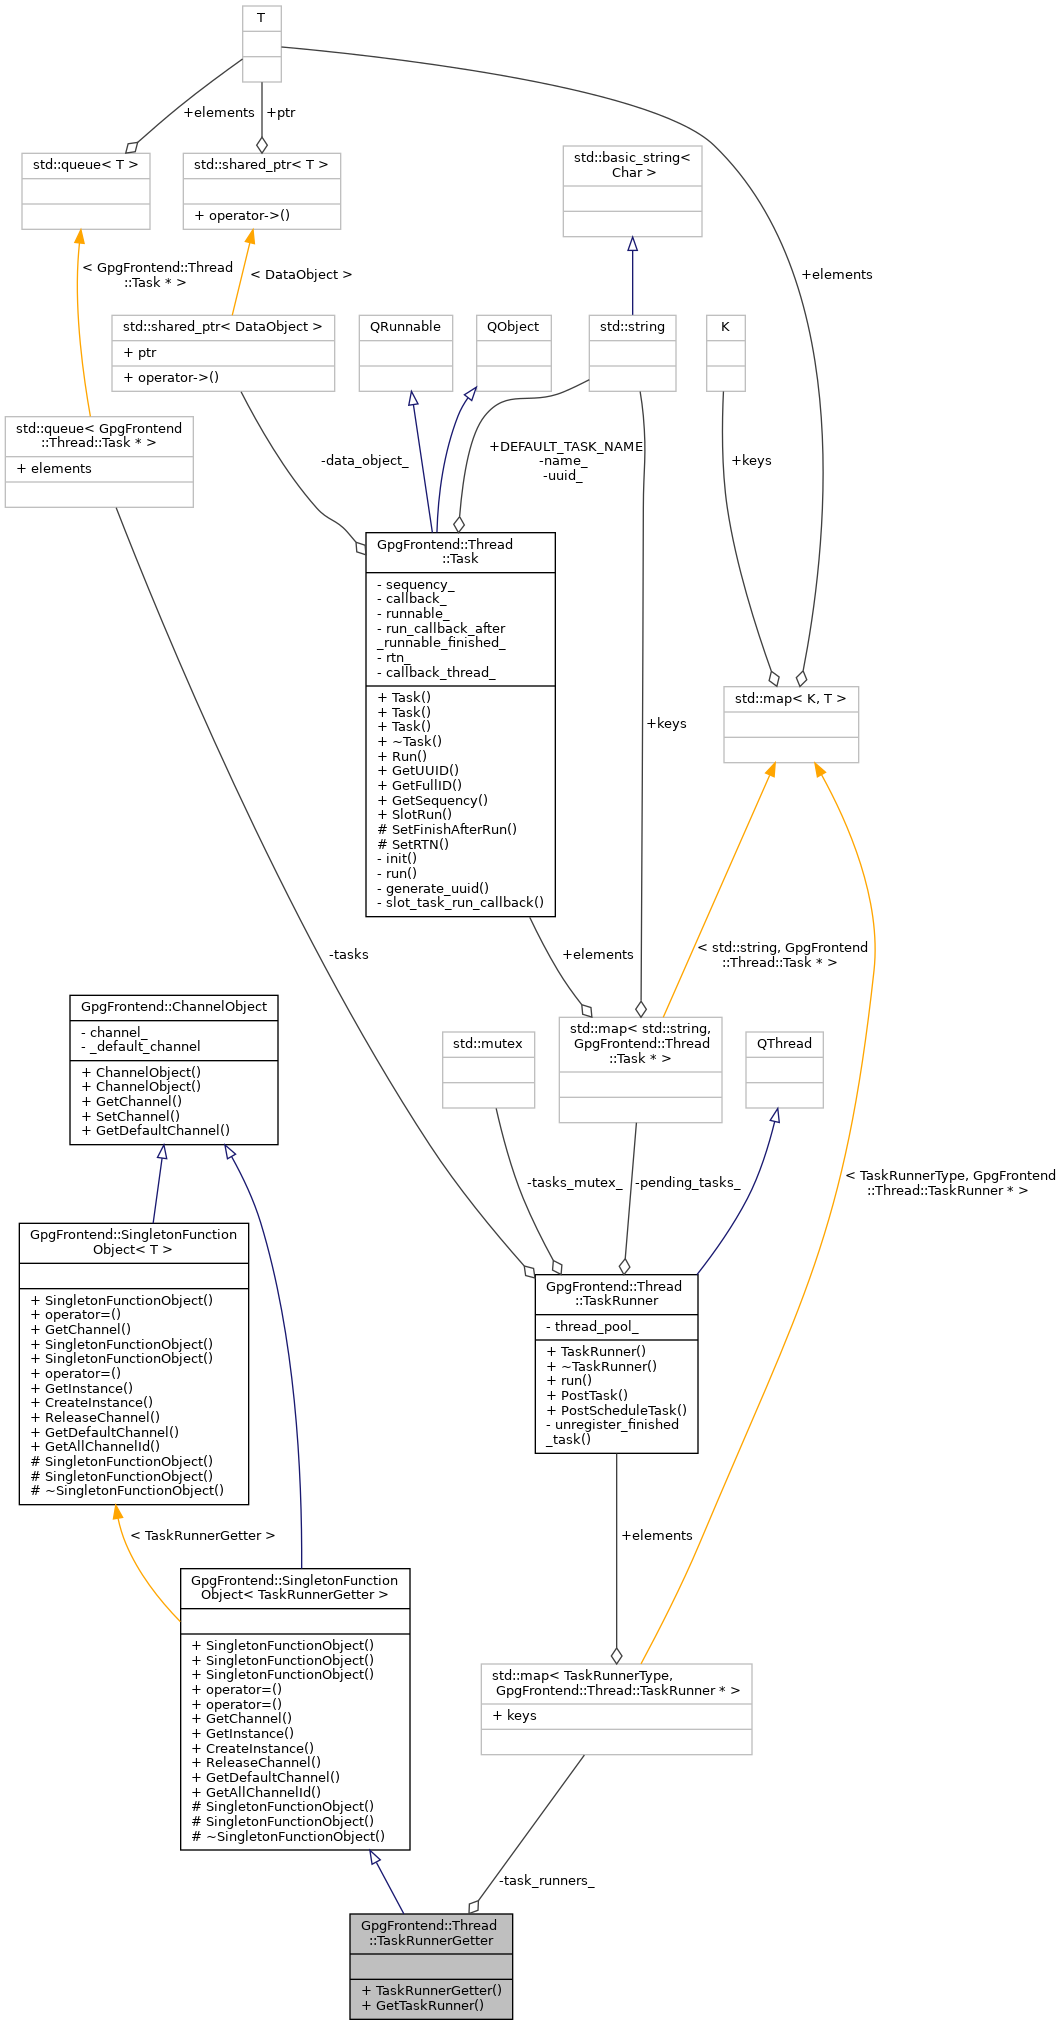 T
+elements
+ptr
std::queue< T >
std::shared_ptr< T >
+ operator->()
std::basic_string<
Char >
< GpgFrontend::Thread
::Task * >
< DataObject >
+elements
std::shared_ptr< DataObject >
+ ptr
+ operator->()
QRunnable
QObject
std::string
K
std::queue< GpgFrontend
::Thread::Task * >
+ elements
-data_object_
+DEFAULT_TASK_NAME
-name_
-uuid_
+keys
GpgFrontend::Thread
::Task
- sequency_
- callback_
- runnable_
- run_callback_after
_runnable_finished_
- rtn_
- callback_thread_
+ Task()
+ Task()
+ Task()
+ ~Task()
+ Run()
+ GetUUID()
+ GetFullID()
+ GetSequency()
+ SlotRun()
# SetFinishAfterRun()
# SetRTN()
- init()
- run()
- generate_uuid()
- slot_task_run_callback()
+keys
std::map< K, T >
-tasks
+elements
< std::string, GpgFrontend
::Thread::Task * >
GpgFrontend::ChannelObject
- channel_
- _default_channel
+ ChannelObject()
+ ChannelObject()
+ GetChannel()
+ SetChannel()
+ GetDefaultChannel()
std::mutex
std::map< std::string,
GpgFrontend::Thread
::Task * >
QThread
-tasks_mutex_
-pending_tasks_
< TaskRunnerType, GpgFrontend
::Thread::TaskRunner * >
GpgFrontend::SingletonFunction
Object< T >
+ SingletonFunctionObject()
+ operator=()
+ GetChannel()
+ SingletonFunctionObject()
+ SingletonFunctionObject()
+ operator=()
+ GetInstance()
+ CreateInstance()
+ ReleaseChannel()
+ GetDefaultChannel()
+ GetAllChannelId()
# SingletonFunctionObject()
# SingletonFunctionObject()
# ~SingletonFunctionObject()
GpgFrontend::Thread
::TaskRunner
- thread_pool_
+ TaskRunner()
+ ~TaskRunner()
+ run()
+ PostTask()
+ PostScheduleTask()
- unregister_finished
_task()
< TaskRunnerGetter >
+elements
GpgFrontend::SingletonFunction
Object< TaskRunnerGetter >
+ SingletonFunctionObject()
+ SingletonFunctionObject()
+ SingletonFunctionObject()
+ operator=()
+ operator=()
+ GetChannel()
+ GetInstance()
+ CreateInstance()
+ ReleaseChannel()
+ GetDefaultChannel()
+ GetAllChannelId()
# SingletonFunctionObject()
# SingletonFunctionObject()
# ~SingletonFunctionObject()
std::map< TaskRunnerType,
GpgFrontend::Thread::TaskRunner * >
+ keys
-task_runners_
GpgFrontend::Thread
::TaskRunnerGetter
+ TaskRunnerGetter()
+ GetTaskRunner()